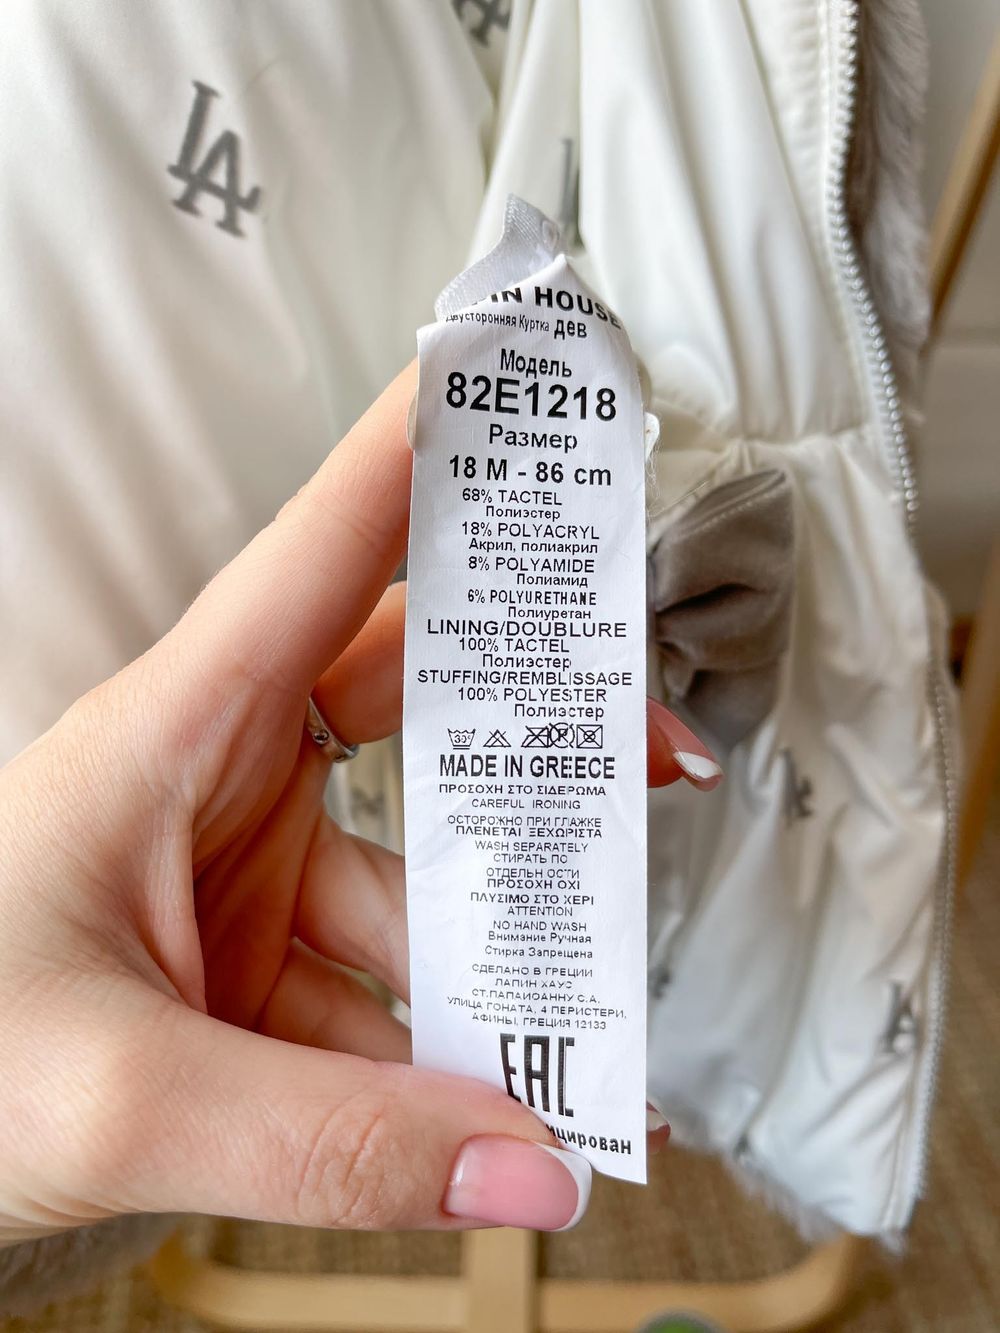 LA
HOUSE
Двусторонняя Куртка дев
Модель
82E1218
Размер
18 M - 86 cm
68% TACTEL
Полиэстер
18% POLYACRYL
Акрил, полиакрил
8% POLYAMIDE
Полиамид
6% POLYURETHANE
Полиуретан
LINING/DOUBLURE
100% TACTEL
Полиэстер
STUFFING/REMBLISSAGE
100% POLYESTER
Полиэстер
30°
P
MADE IN GREECE
ΠΡΟΣΟΧΗ ΣΤΟ ΣΙΔΕΡΩΜΑ
CAREFUL IRONING
ОСТОРОЖНО ПРИ ГЛАЖКЕ
ΠΛΕΝΕΤΑΙ ΞΕΧΩΡΙΣΤΑ
WASH SEPARATELY
СТИРАТЬ ПО
ОТДЕЛЬН ОСТИ
ΠΡΟΣΟΧΗ ΟΧΙ
ΠΛΥΣΙΜΟ ΣΤΟ ΧΕΡΙ
ATTENTION
NO HAND WASH
Внимание Ручная
Стирка Запрещена
СДЕЛАНО В ГРЕЦИИ
ЛАПИН ХАУС
СТ.ПАПАИОАННУ С.А.
УЛИЦА ГОНАТА, 4 ПЕРИСТЕРИ,
АФИНЫ, ГРЕЦИЯ 12133
EAC
LA